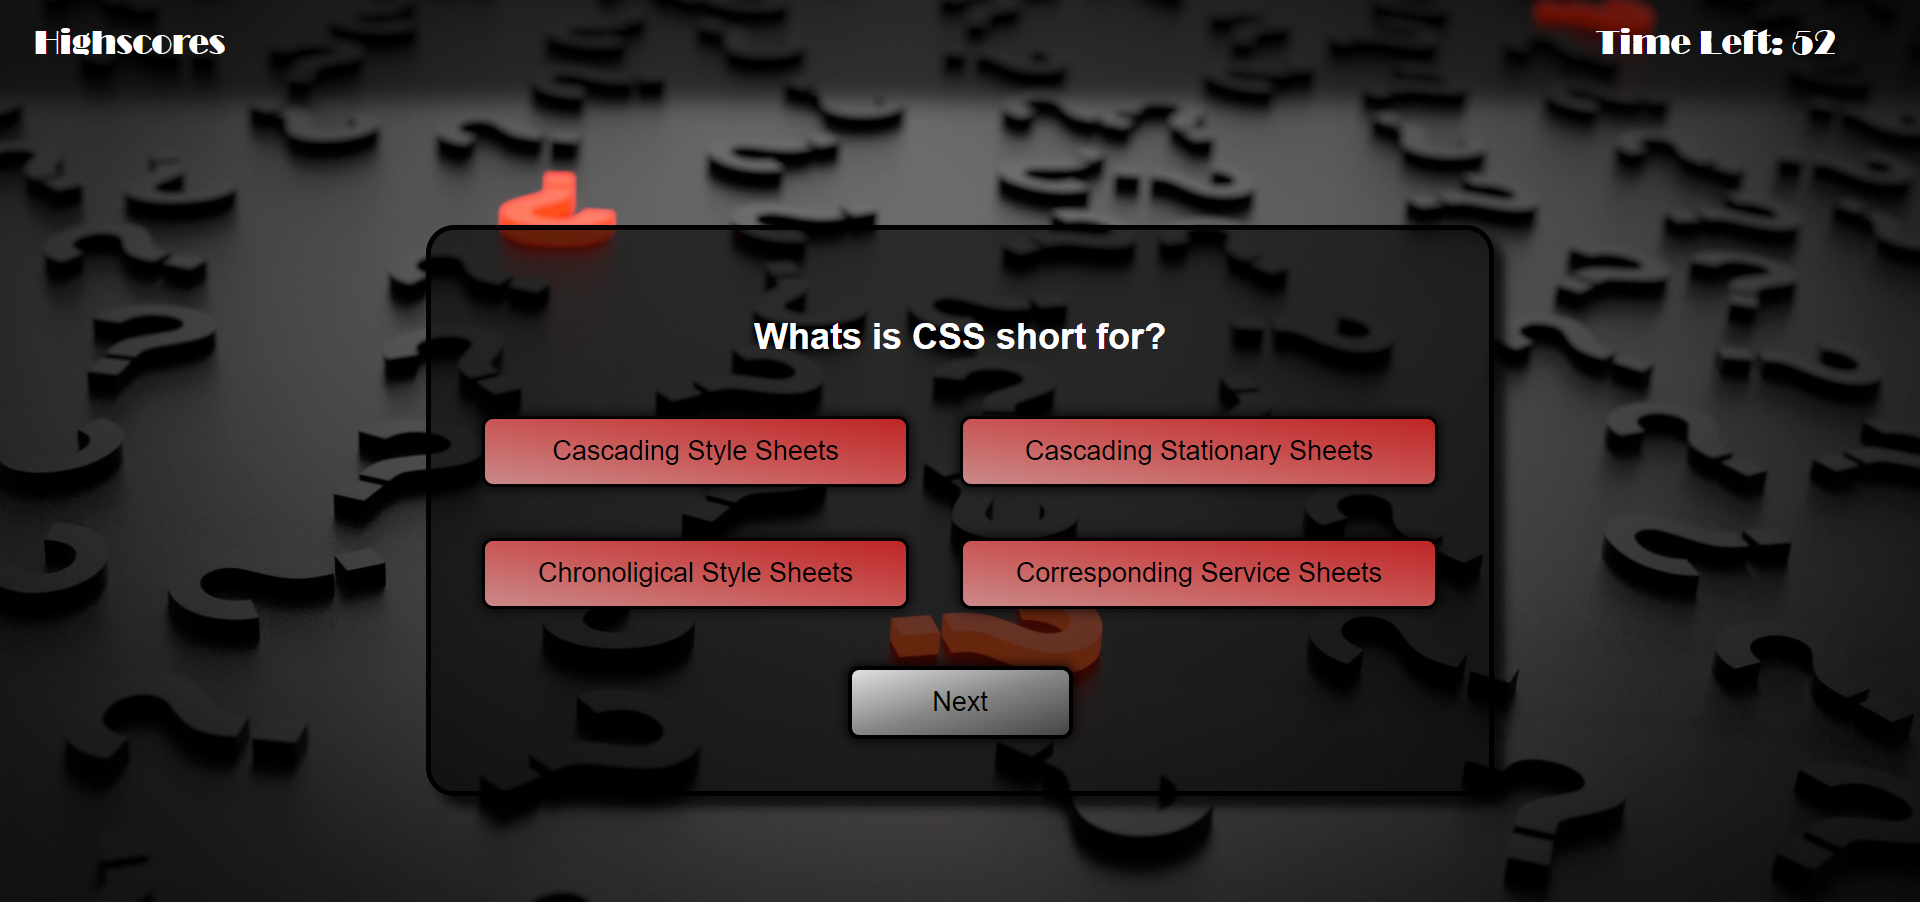 Highscores
Time Left: 52
Whats is CSS short for?
Cascading Style Sheets
Cascading Stationary Sheets
Chronoligical Style Sheets
Corresponding Service Sheets
Next